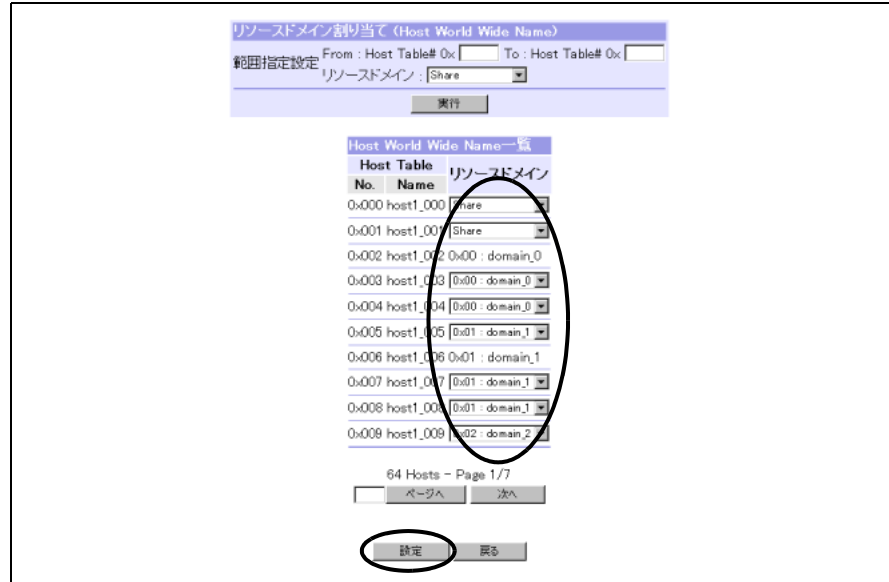 リソースドメイン割り当て (Host World Wide Name)
範囲指定設定 From : Host Table# 0x To : Host Table# 0x
リソースドメイン : Share
実行
Host World Wide Name一覧
Host Table リソースドメイン
No. Name
0x000 host1_000 Share
0x001 host1_001 Share
0x002 host1_002 0x00 : domain_0
0x003 host1_003 0x00 : domain_0
0x004 host1_004 0x00 : domain_0
0x005 host1_005 0x01 : domain_1
0x006 host1_006 0x01 : domain_1
0x007 host1_007 0x01 : domain_1
0x008 host1_008 0x01 : domain_1
0x009 host1_009 0x02 : domain_2
64 Hosts - Page 1/7
ページへ 次へ
設定 戻る